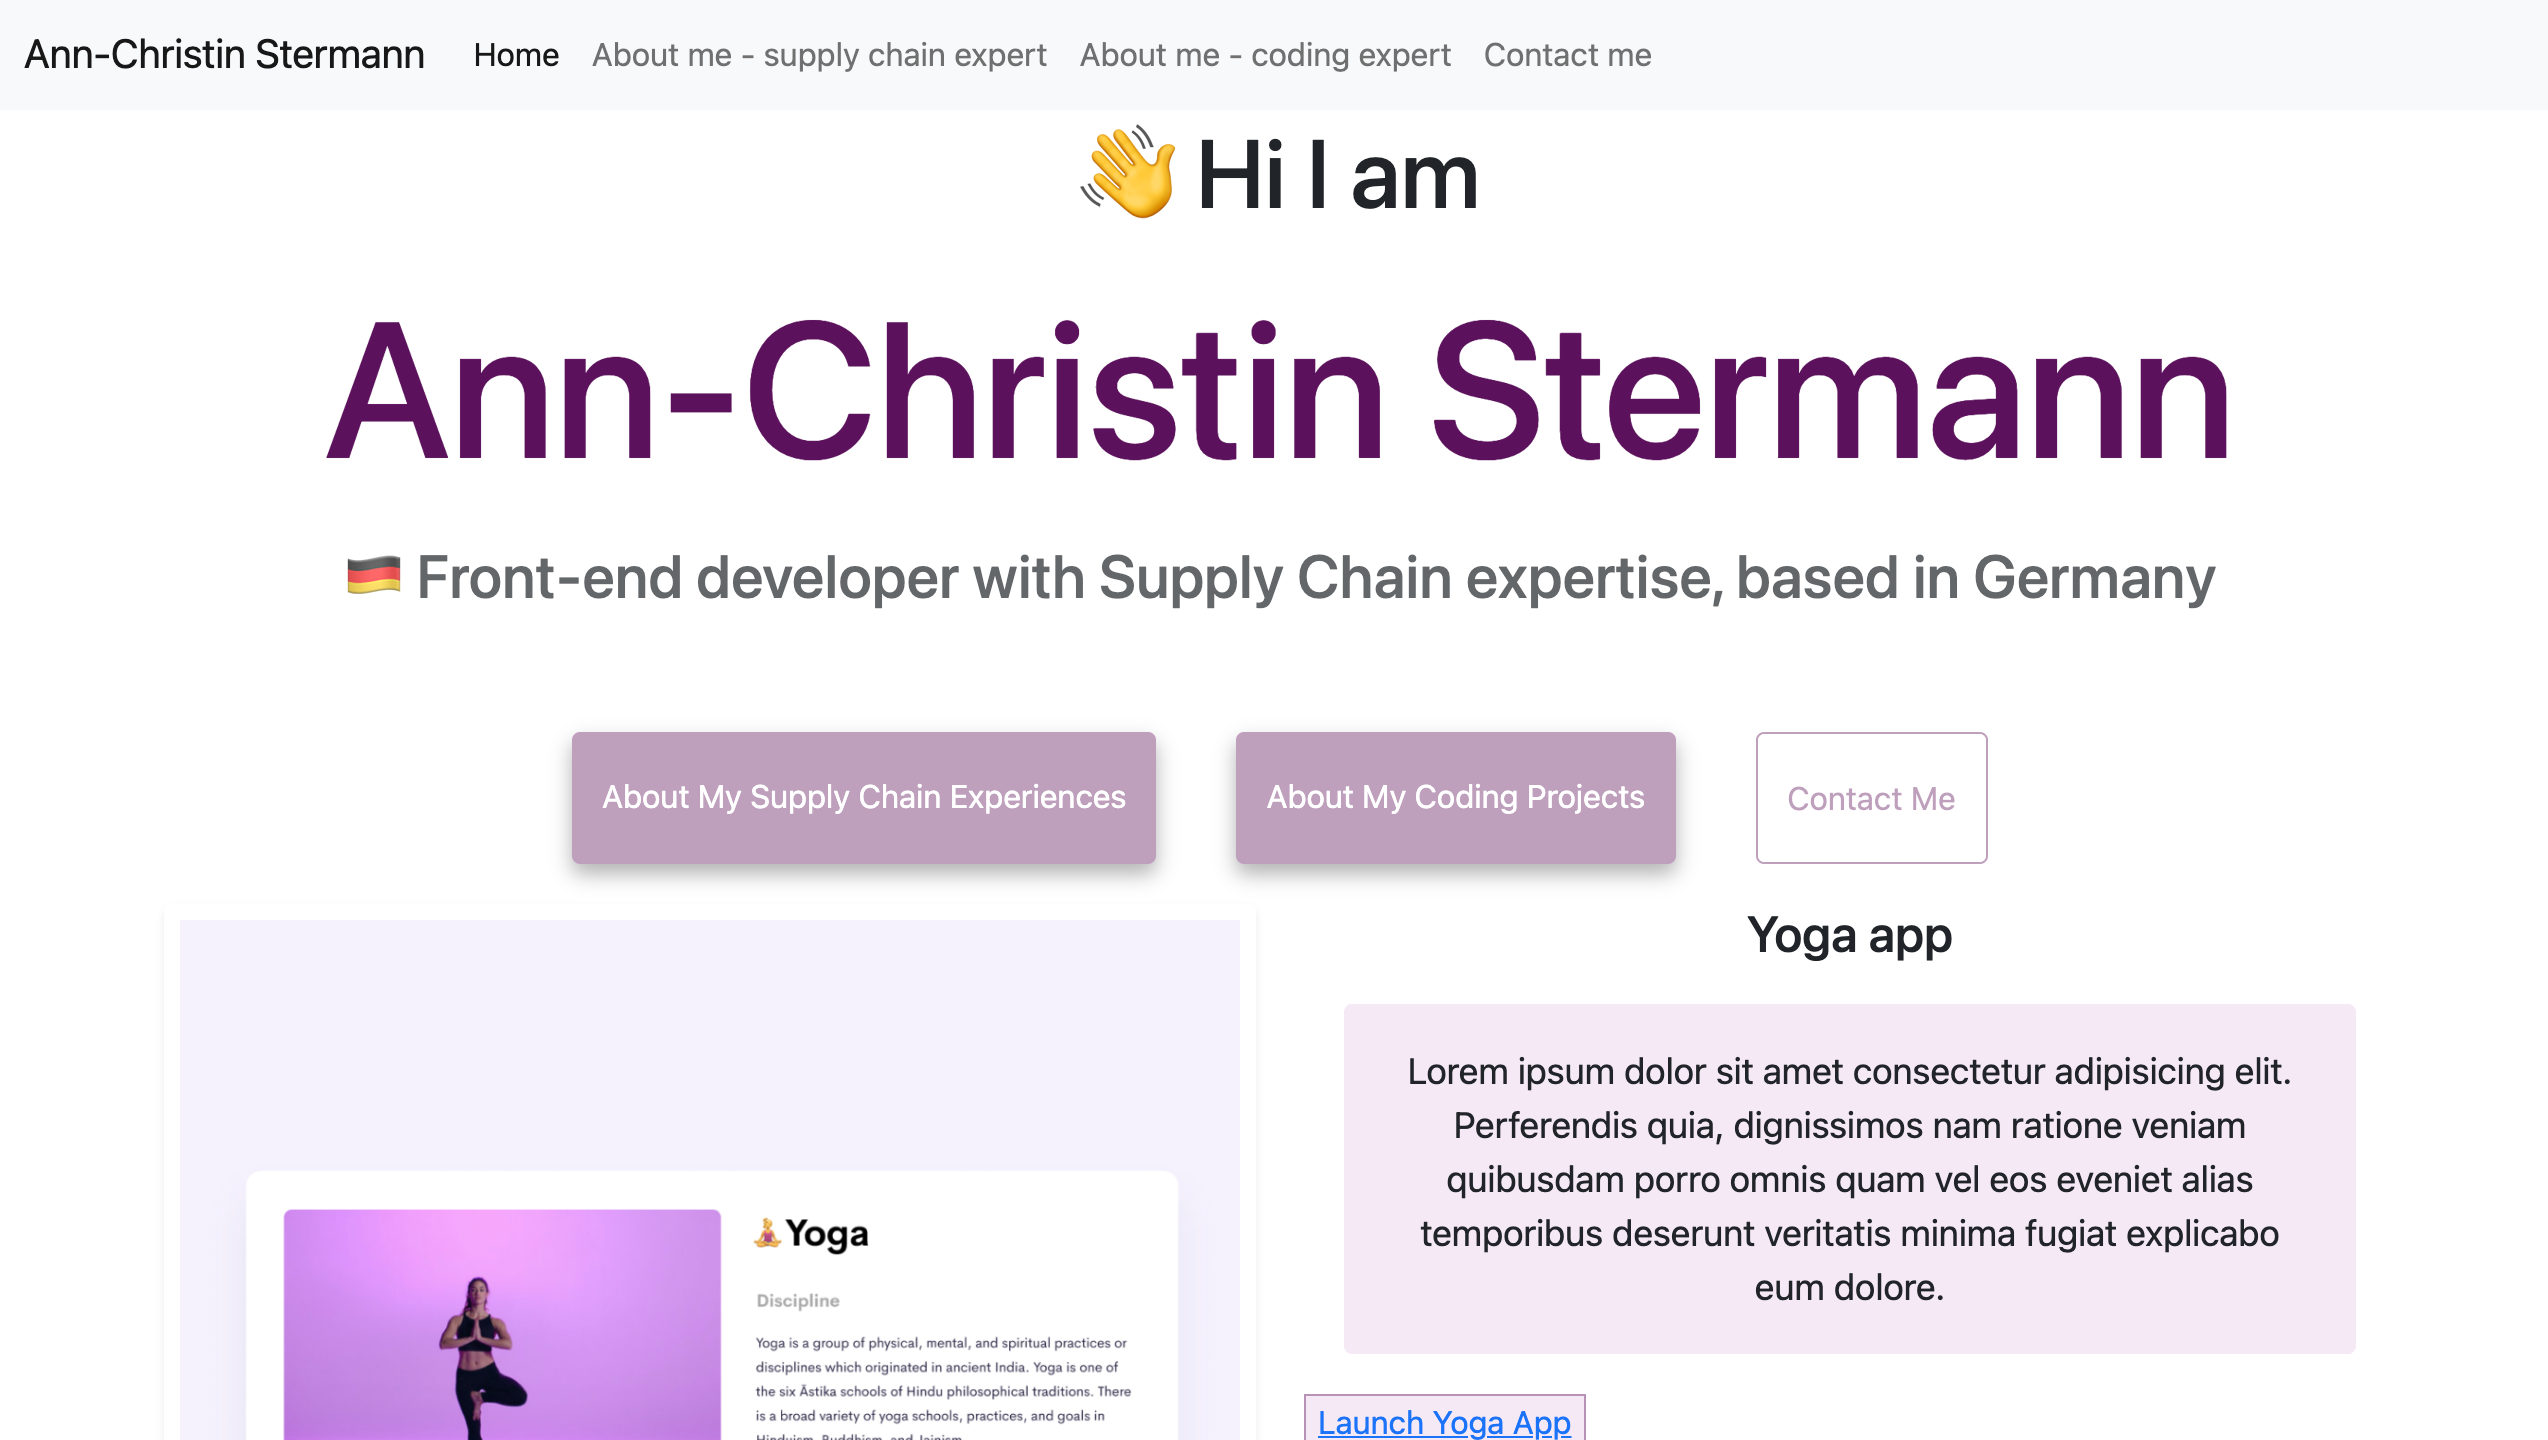 Ann-Christin Stermann Home About me - supply chain expert About me - coding expert Contact me
👋 Hi I am
Ann-Christin Stermann
🇩🇪 Front-end developer with Supply Chain expertise, based in Germany
About My Supply Chain Experiences
About My Coding Projects
Contact Me
🧘Yoga
Discipline
Yoga is a group of physical, mental, and spiritual practices or
disciplines which originated in ancient India. Yoga is one of
the six Āstika schools of Hindu philosophical traditions. There
is a broad variety of yoga schools, practices, and goals in
Hinduism, Buddhism, and Jainism.
Yoga app
Lorem ipsum dolor sit amet consectetur adipisicing elit.
Perferendis quia, dignissimos nam ratione veniam
quibusdam porro omnis quam vel eos eveniet alias
temporibus deserunt veritatis minima fugiat explicabo
eum dolore.
Launch Yoga App